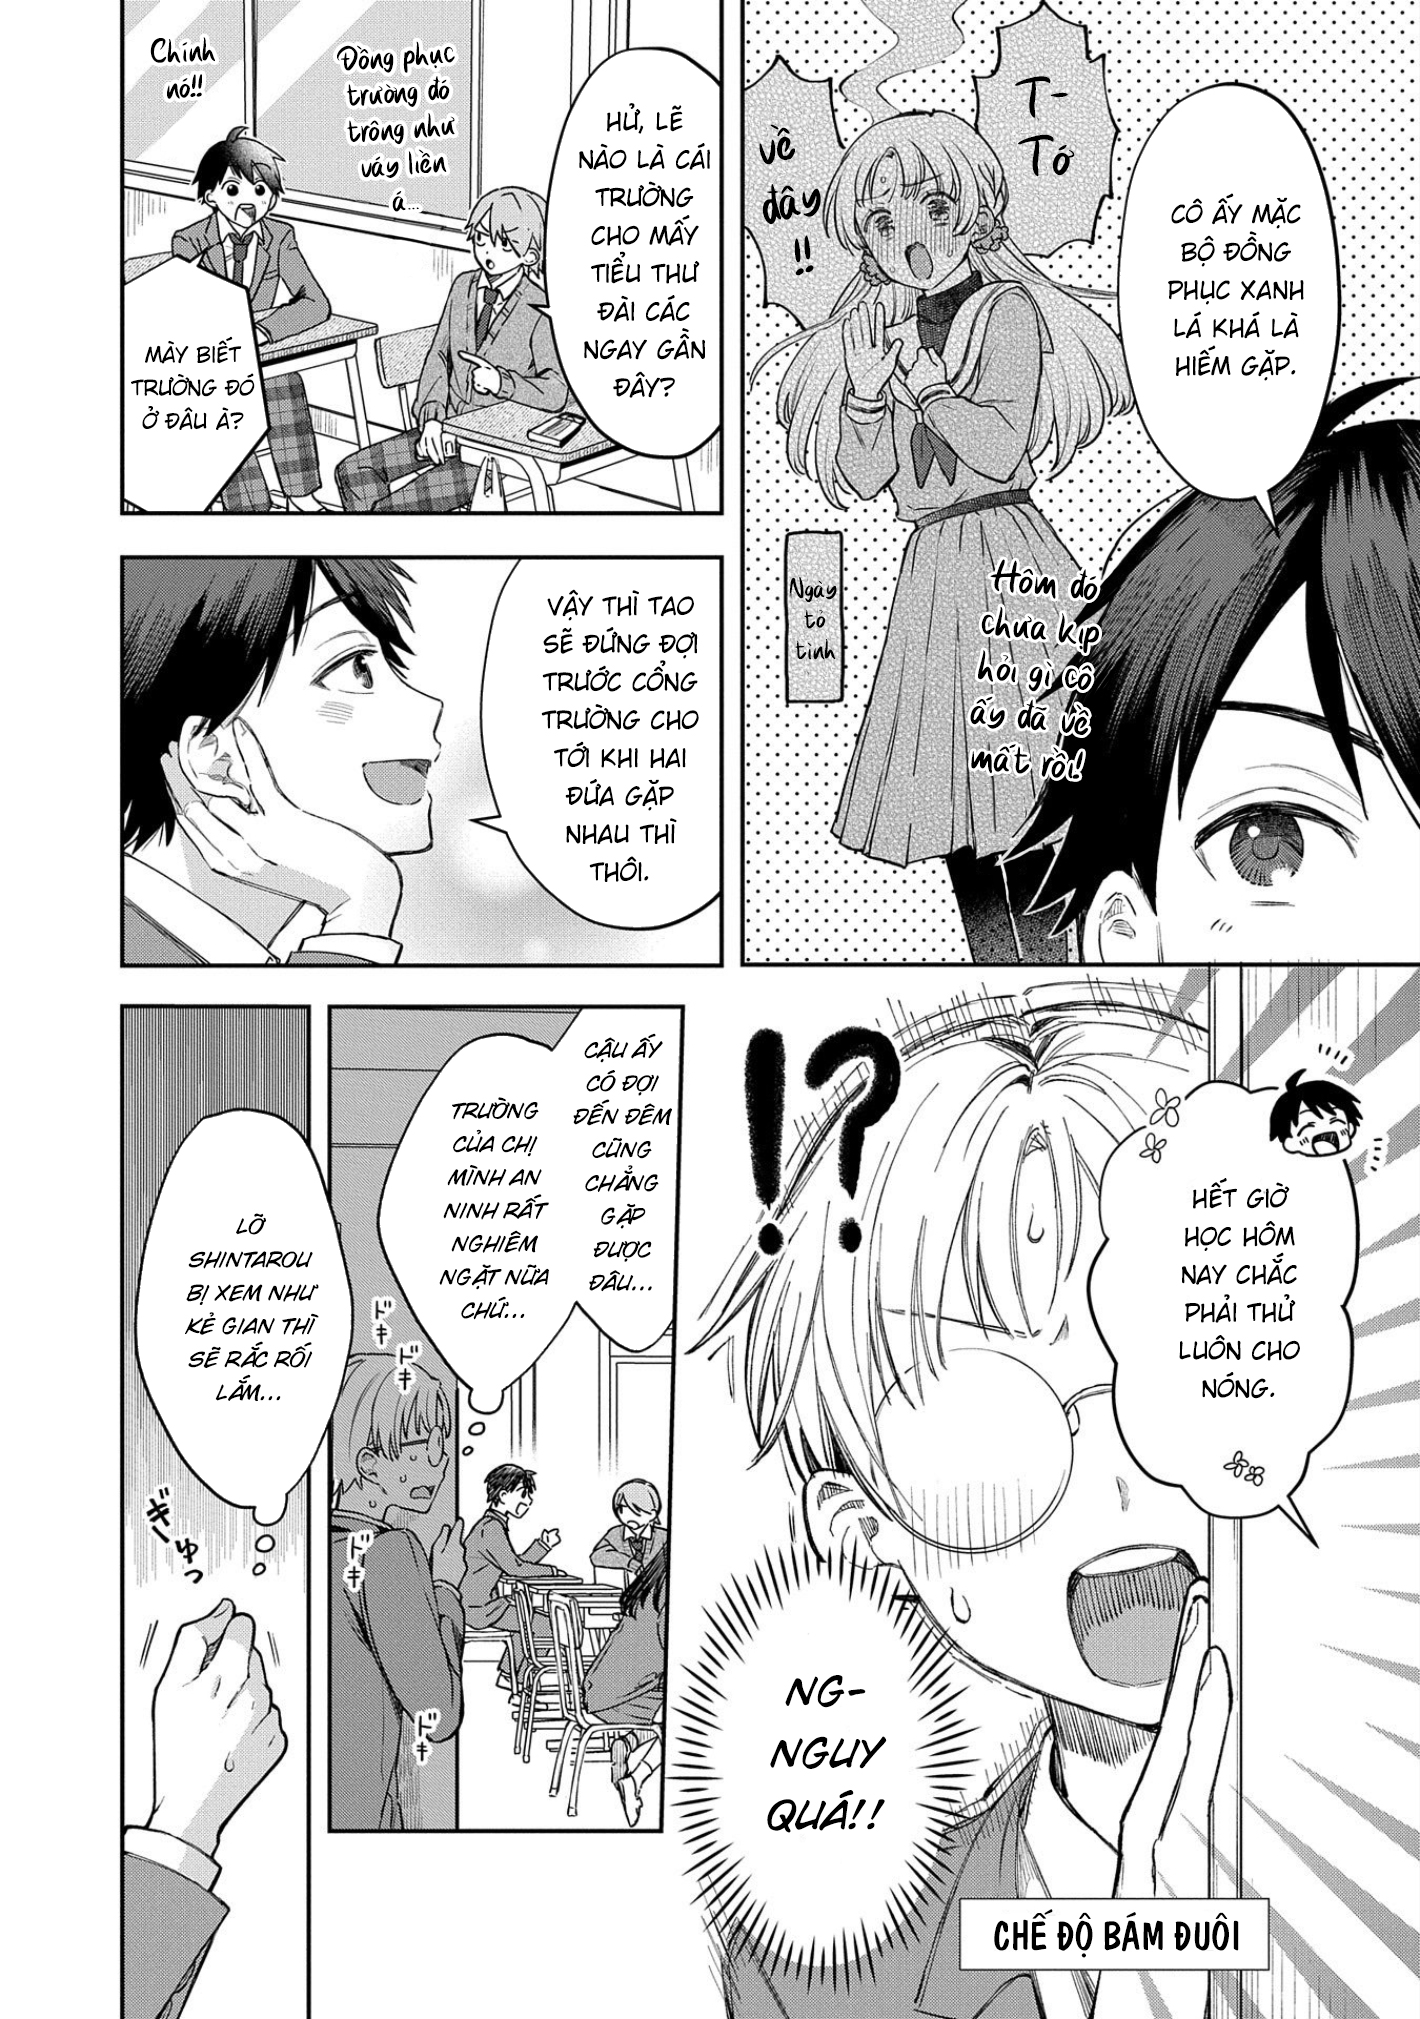 CÔ ẤY MẶC
BỘ ĐỒNG
PHỤC XANH
LÁ KHÁ LÀ
HIẾM GẶP.
T-
TỚ
về
đây!!
Ngày
tỏ
tình
Hôm đó
chưa kịp
hỏi gì cô
ấy đã về
mất rồi!
HỬ, LẼ
NÀO LÀ CÁI
TRƯỜNG
CHO MẤY
TIỂU THƯ
ĐÀI CÁC
NGAY GẦN
ĐÂY?
Đồng phục
trường đó
trông như
váy liền
á...
Chính
nó!!
MÀY BIẾT
TRƯỜNG ĐÓ
Ở ĐÂU À?
VẬY THÌ TAO
SẼ ĐỨNG ĐỢI
TRƯỚC CỔNG
TRƯỜNG CHO
TỚI KHI HAI
ĐỨA GẶP
NHAU THÌ
THÔI.
HẾT GIỜ
HỌC HÔM
NAY CHẮC
PHẢI THỬ
LUÔN CHO
NÓNG.
!?
NG-
NGUY
QUÁ!!
CHẾ ĐỘ BÁM ĐUÔI
CẬU ẤY
CÓ ĐỢI
ĐẾN ĐÊM
CŨNG
CHẲNG
GẶP
ĐƯỢC
ĐÂU...
TRƯỜNG
CỦA CHỊ
MÌNH AN
NINH RẤT
NGHIÊM
NGẶT NỮA
CHỨ...
ドキ
ドキ
ドキ
ドキ
LỠ
SHINTAROU
BỊ XEM NHƯ
KẺ GIAN THÌ
SẼ RẮC RỐI
LẮM...
ぎゅっ